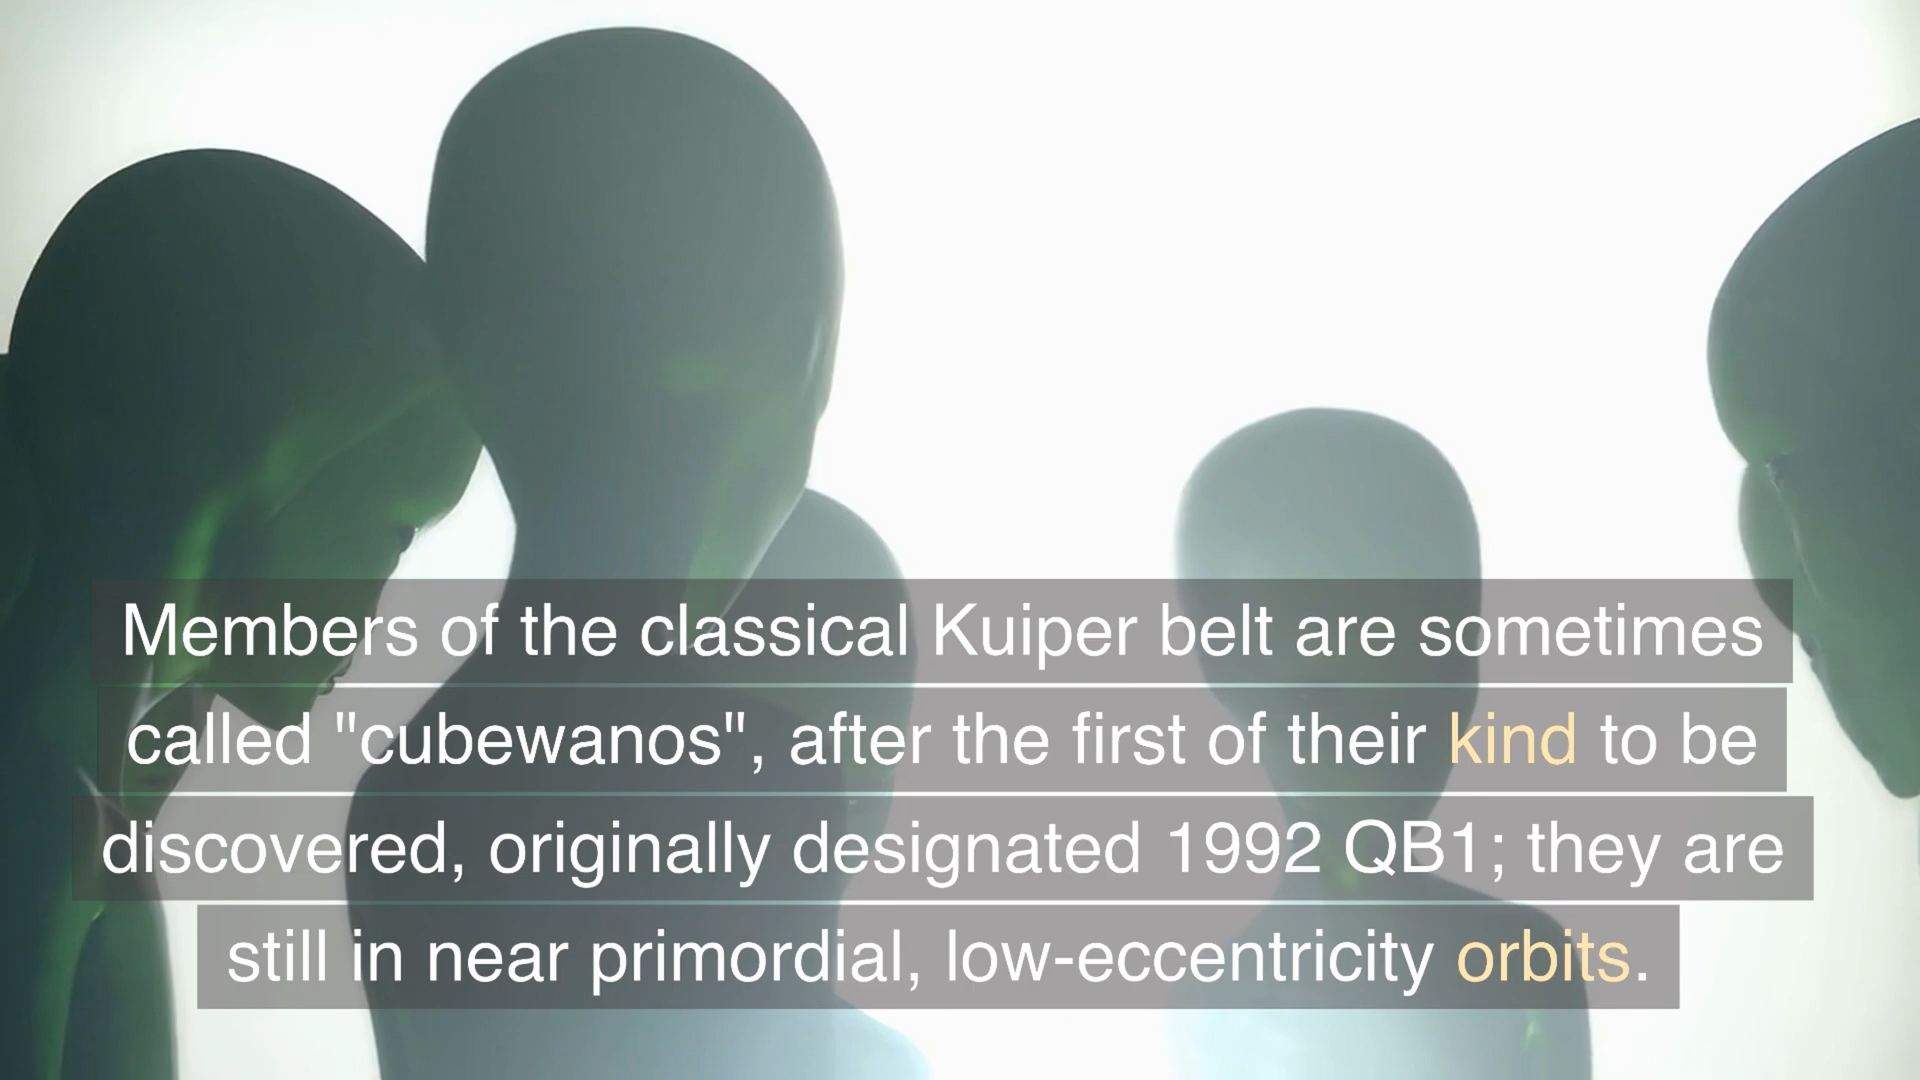 Members of the classical Kuiper belt are sometimes
called "cubewanos", after the first of their kind to be
discovered, originally designated 1992 QB1; they are
still in near primordial, low-eccentricity orbits.